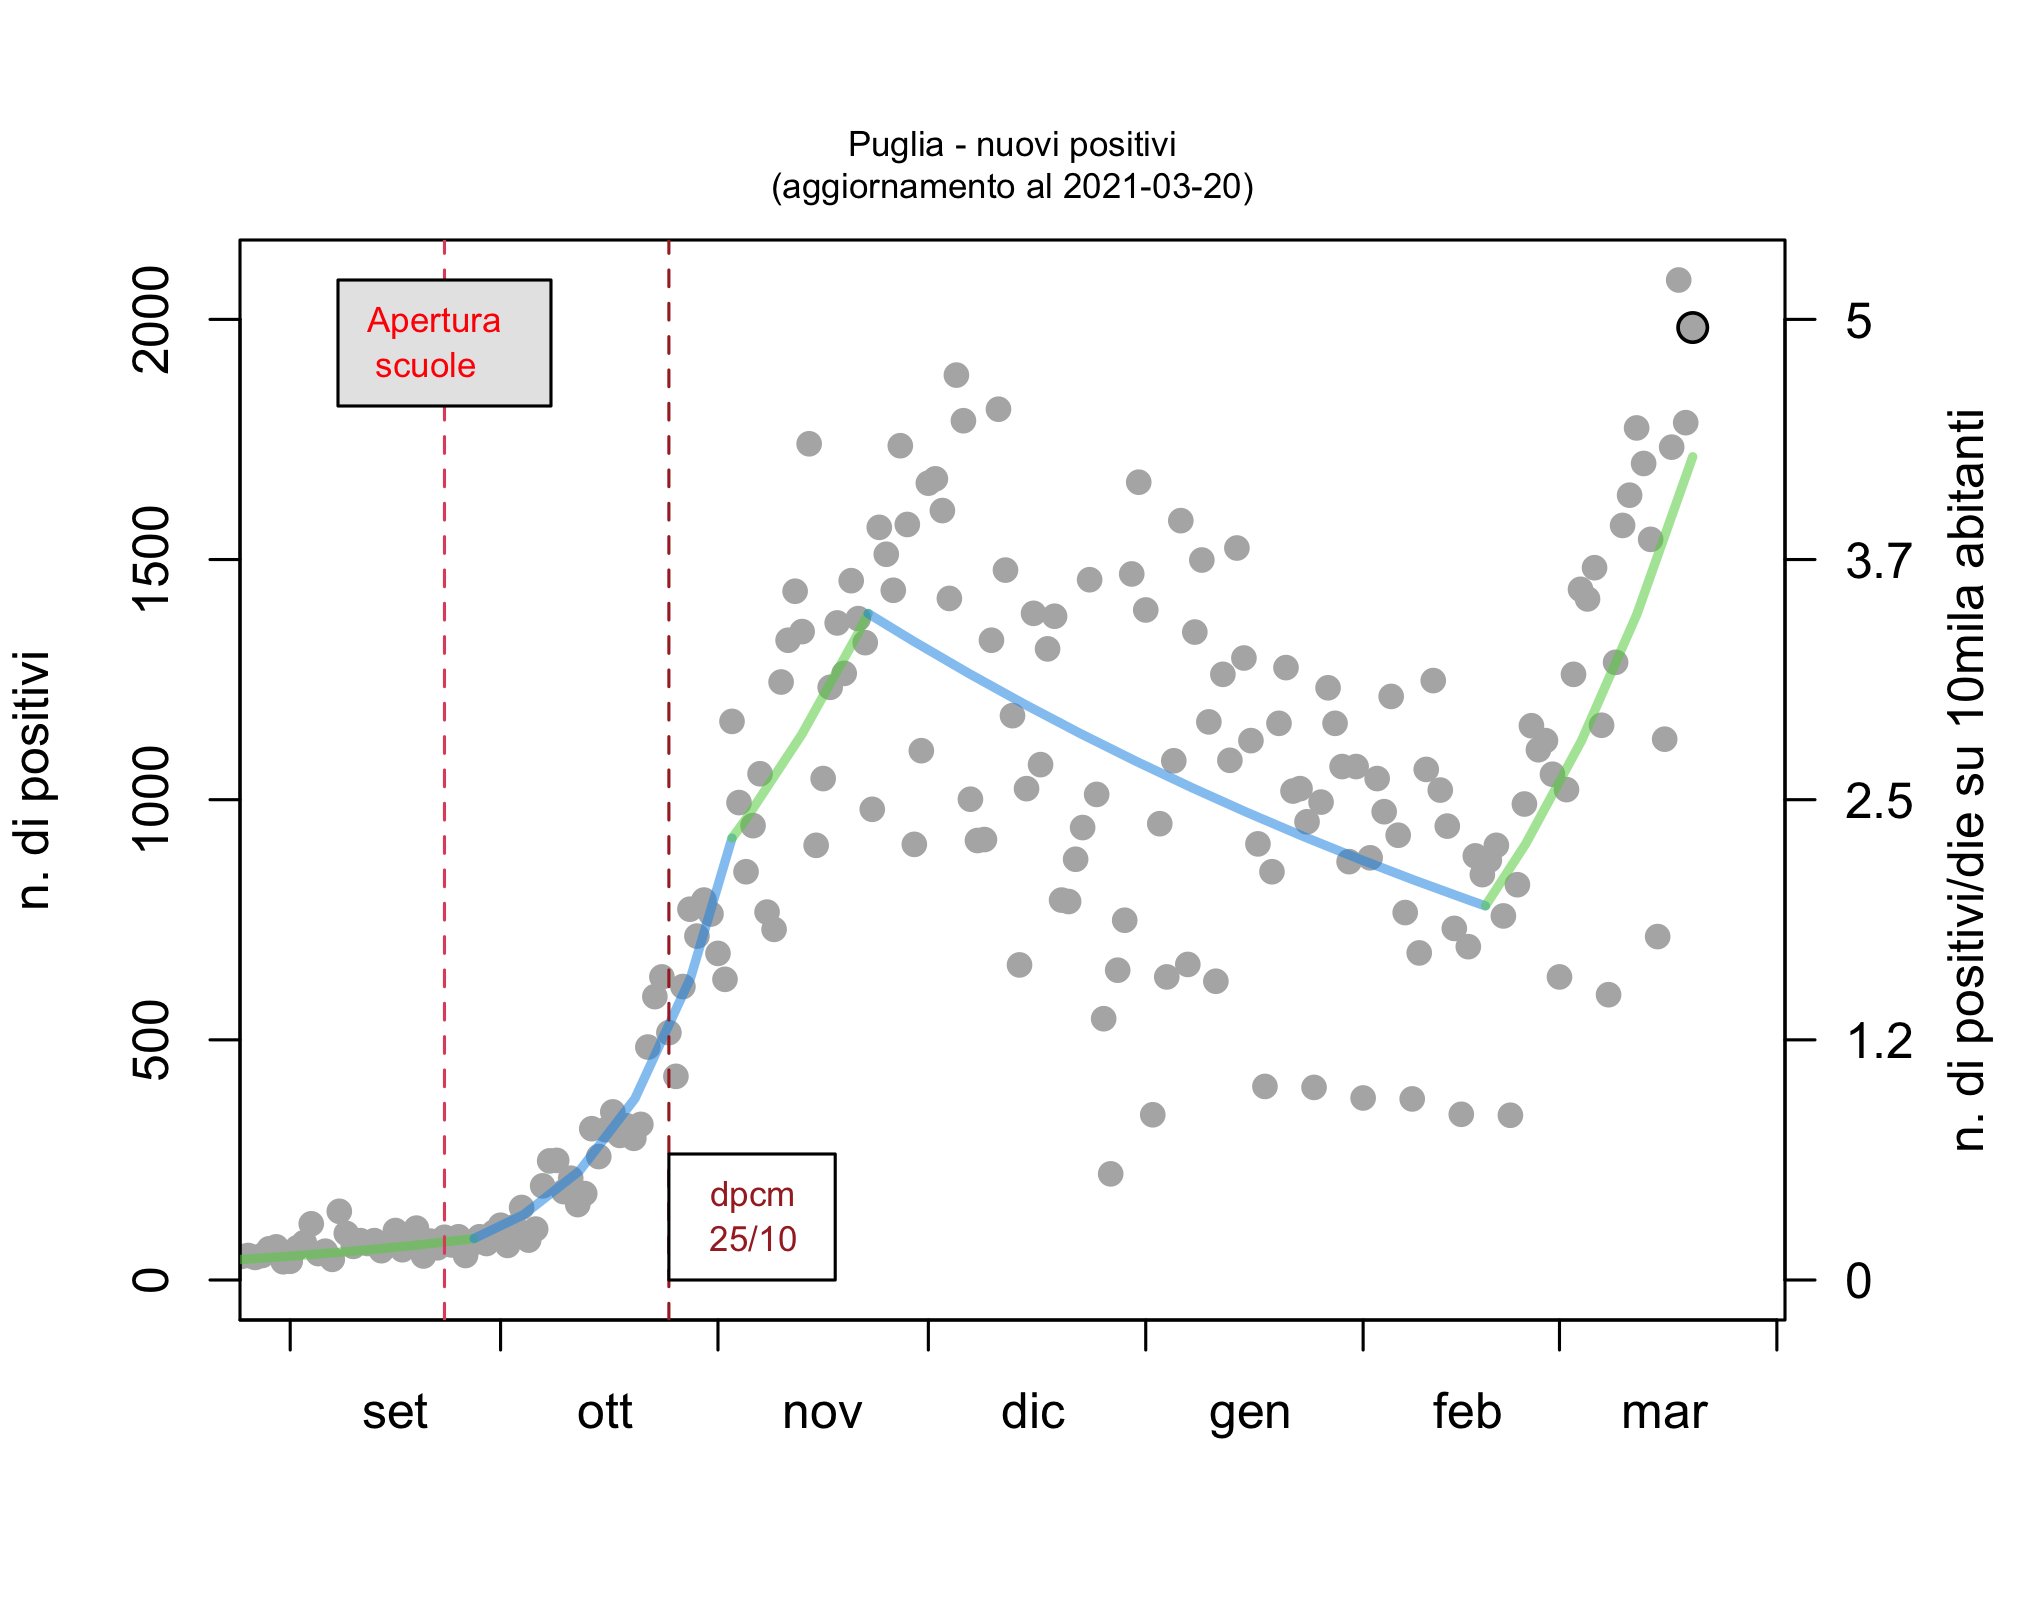 Puglia - nuovi positivi
(aggiornamento al 2021-03-20)
Apertura
scuole
dpcm
25/10
n. di positivi
2000
1500
1000
500
0
5
3.7
2.5
1.2
0
n. di positivi/die su 10mila abitanti
set ott nov dic gen feb mar